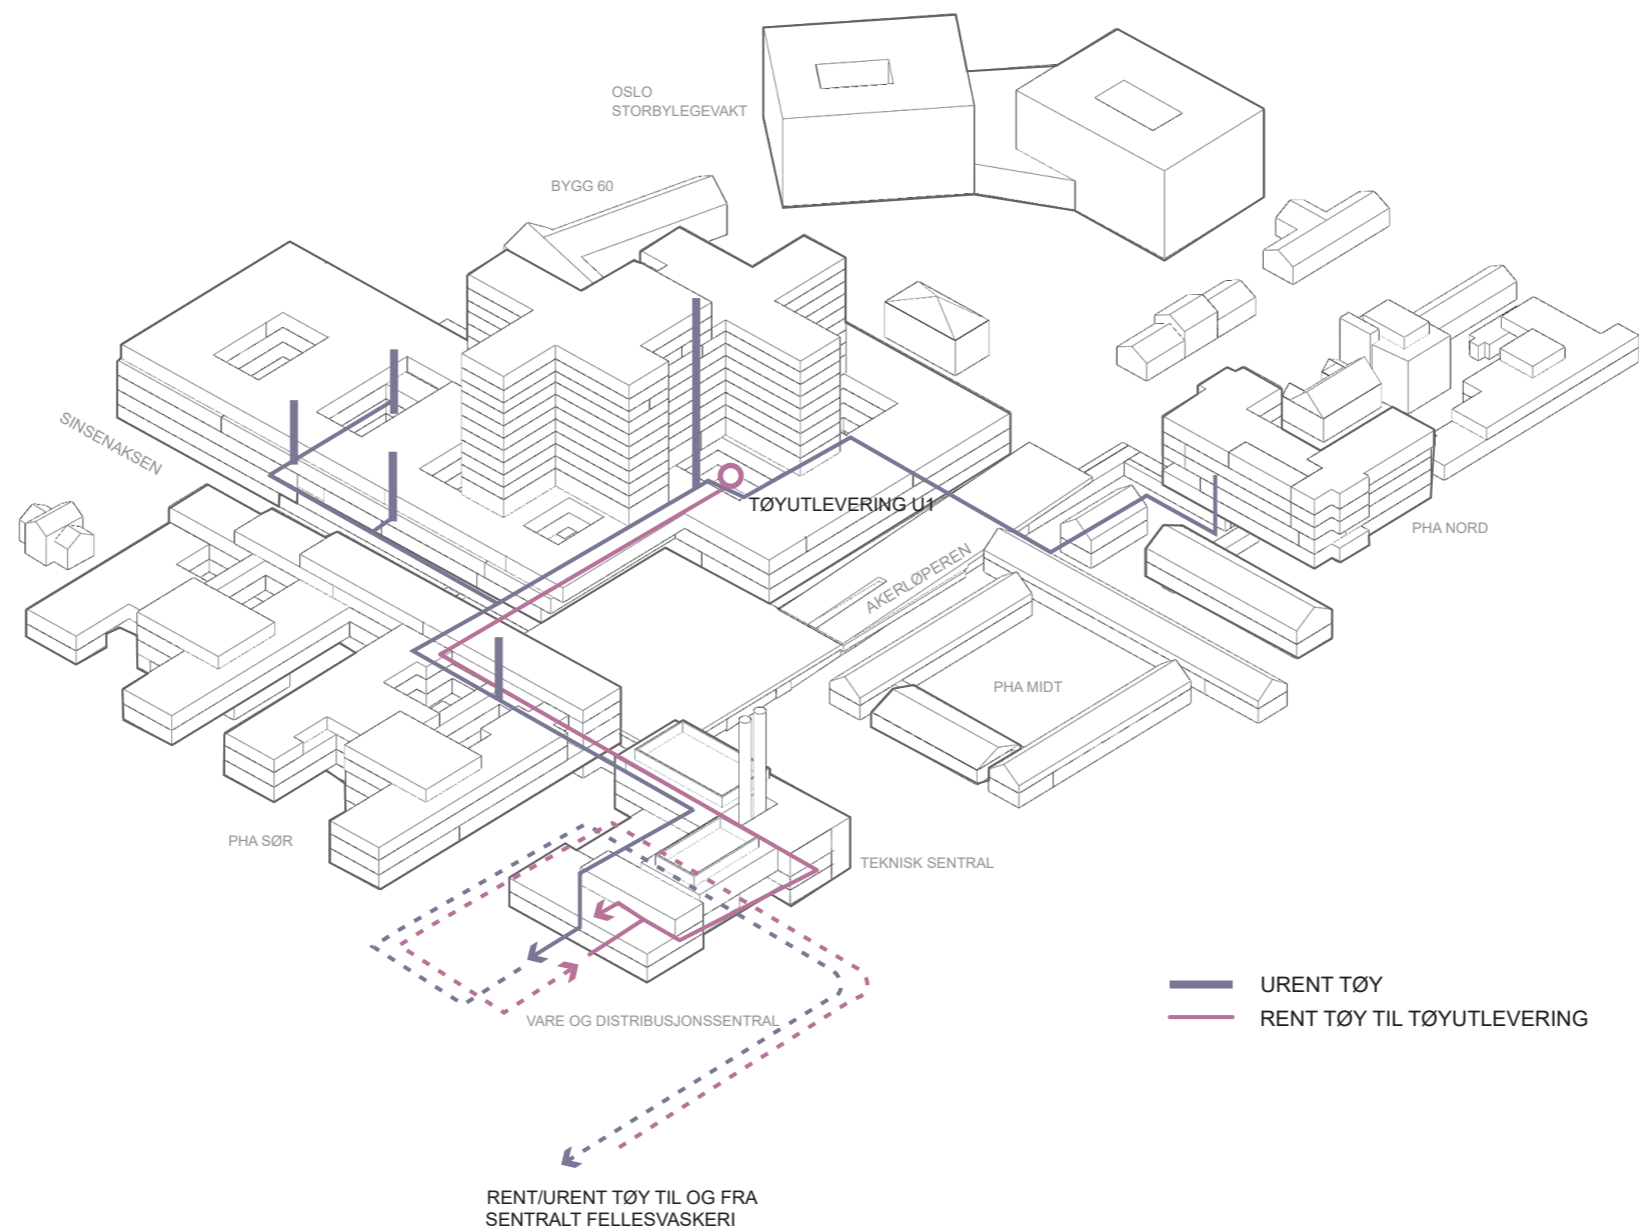 OSLO
STORBYLEGEVAKT
BYGG 60
SINSENAKSEN
TØYUTLEVERING U1
PHA NORD
AKERLØPEREN
PHA MIDT
PHA SØR
TEKNISK SENTRAL
VARE OG DISTRIBUSJONSSENTRAL
URENT TØY
RENT TØY TIL TØYUTLEVERING
RENT/URENT TØY TIL OG FRA
SENTRALT FELLESVASKERI